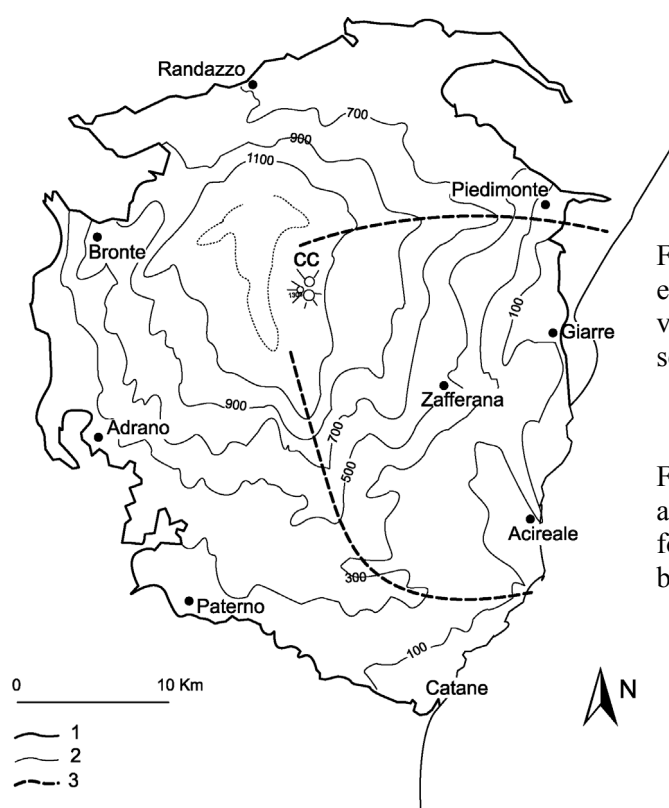 Randazzo
700
900
1100
Piedimonte
Bronte
CC
100
Giarre
Zafferana
900
Adrano
700
500
Acireale
300
Paterno
100
Catane
0 10 Km
N
1
2
3
F
e
v
F
a
b